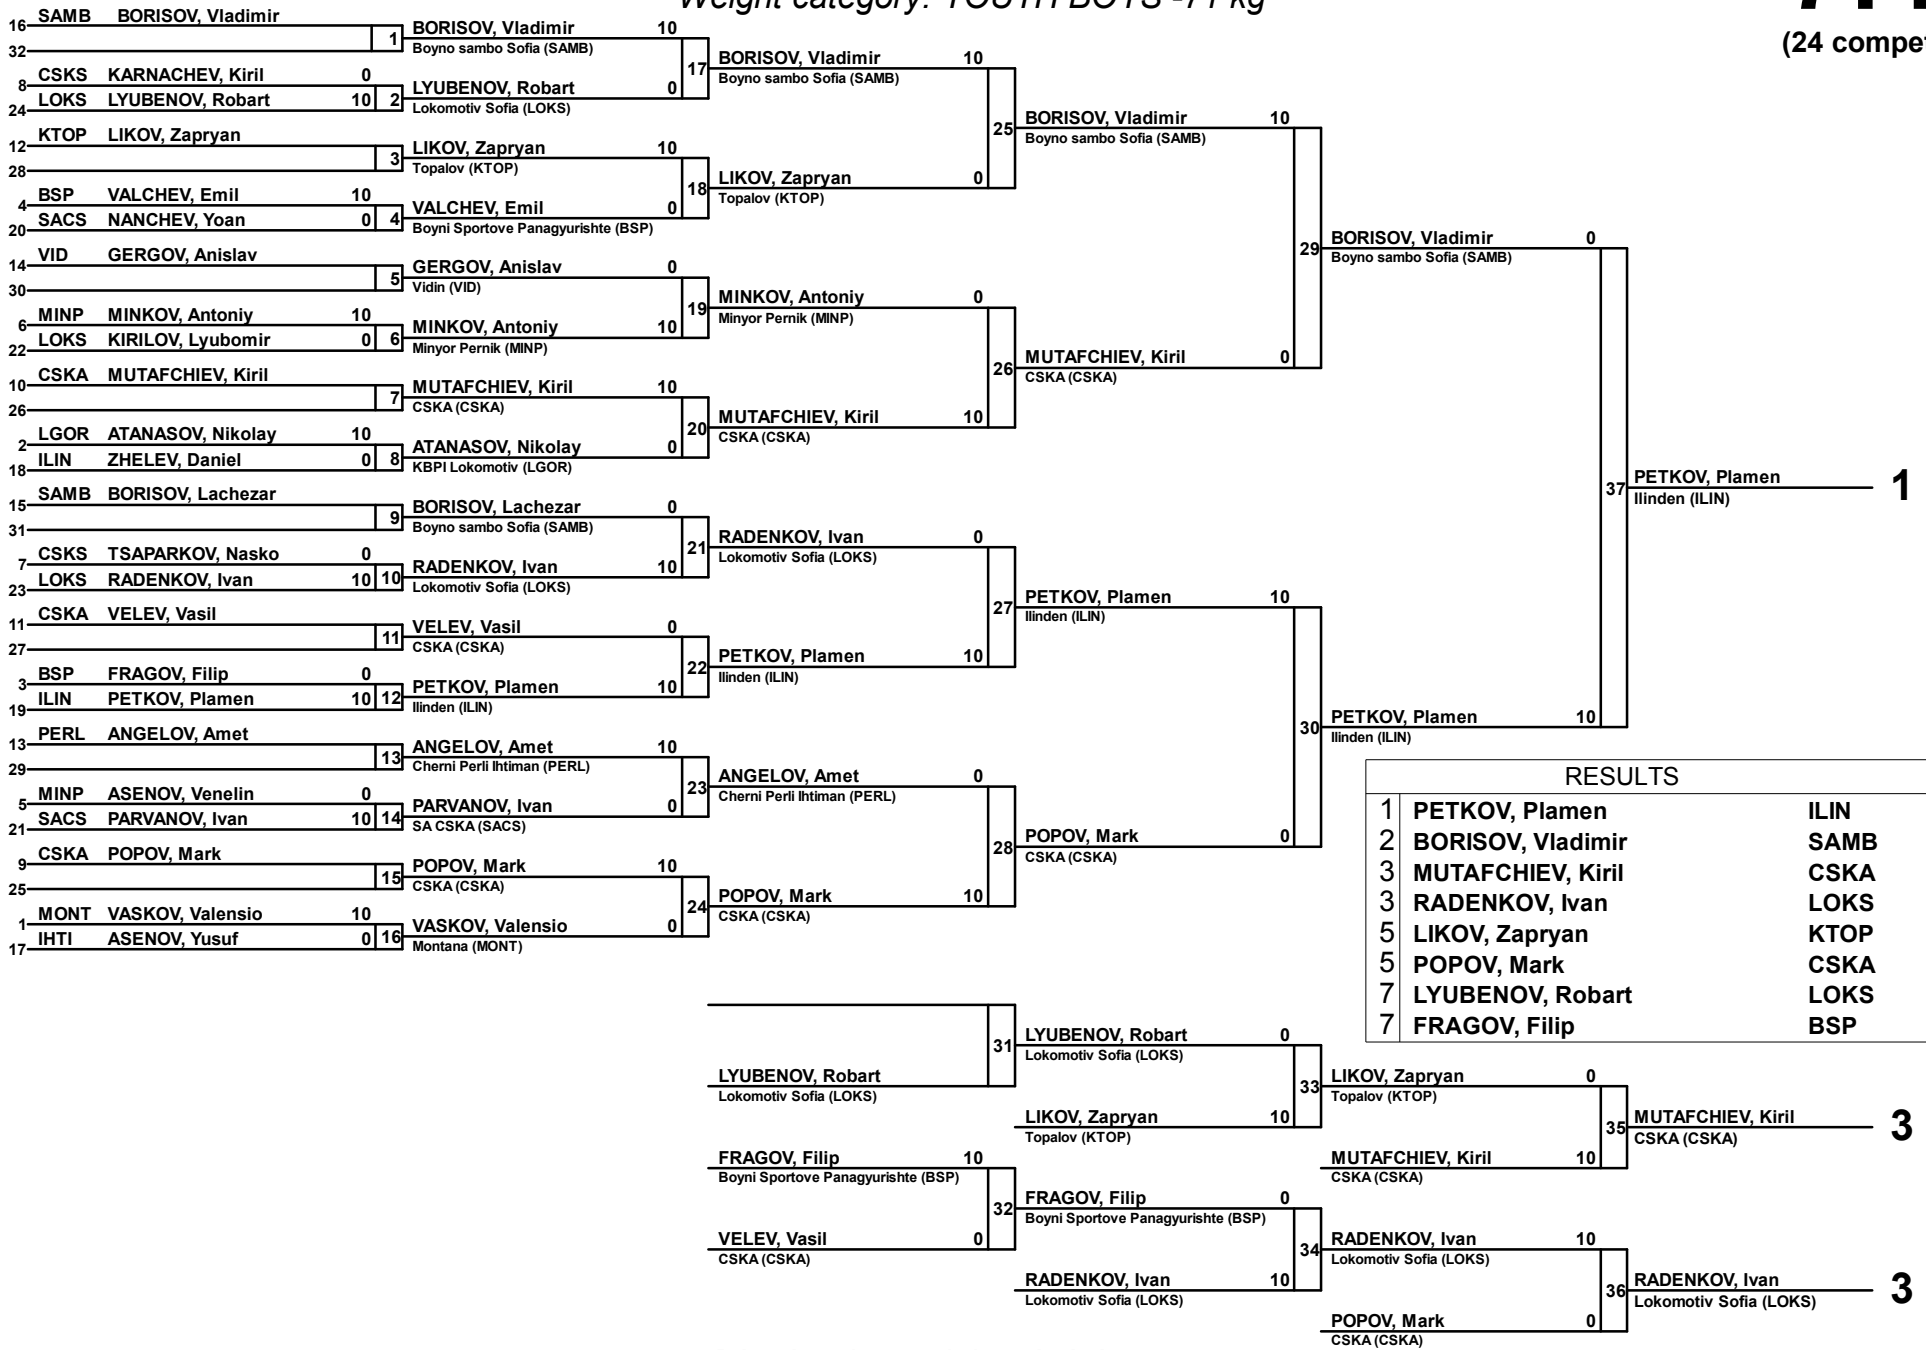 Weight category: YOUTH BOYS -71 kg
(24 compet
16 SAMB BORISOV, Vladimir
32
1
8 CSKS KARNACHEV, Kiril 0
24 LOKS LYUBENOV, Robart 10
2
12 KTOP LIKOV, Zapryan
28
3
4 BSP VALCHEV, Emil 10
20 SACS NANCHEV, Yoan 0
4
14 VID GERGOV, Anislav
30
5
6 MINP MINKOV, Antoniy 10
22 LOKS KIRILOV, Lyubomir 0
6
10 CSKA MUTAFCHIEV, Kiril
26
7
2 LGOR ATANASOV, Nikolay 10
18 ILIN ZHELEV, Daniel 0
8
15 SAMB BORISOV, Lachezar
31
9
7 CSKS TSAPARKOV, Nasko 0
23 LOKS RADENKOV, Ivan 10
10
11 CSKA VELEV, Vasil
27
11
3 BSP FRAGOV, Filip 0
19 ILIN PETKOV, Plamen 10
12
13 PERL ANGELOV, Amet
29
13
5 MINP ASENOV, Venelin 0
21 SACS PARVANOV, Ivan 10
14
9 CSKA POPOV, Mark
25
15
1 MONT VASKOV, Valensio 10
17 IHTI ASENOV, Yusuf 0
16
BORISOV, Vladimir 10
Boyno sambo Sofia (SAMB)
17
LYUBENOV, Robart 0
Lokomotiv Sofia (LOKS)
LIKOV, Zapryan 10
Topalov (KTOP)
18
VALCHEV, Emil 0
Boyni Sportove Panagyurishte (BSP)
GERGOV, Anislav 0
Vidin (VID)
19
MINKOV, Antoniy 10
Minyor Pernik (MINP)
MUTAFCHIEV, Kiril 10
CSKA (CSKA)
20
ATANASOV, Nikolay 0
KBPI Lokomotiv (LGOR)
BORISOV, Lachezar 0
Boyno sambo Sofia (SAMB)
21
RADENKOV, Ivan 10
Lokomotiv Sofia (LOKS)
VELEV, Vasil 0
CSKA (CSKA)
22
PETKOV, Plamen 10
Ilinden (ILIN)
ANGELOV, Amet 10
Cherni Perli Ihtiman (PERL)
23
PARVANOV, Ivan 0
SA CSKA (SACS)
POPOV, Mark 10
CSKA (CSKA)
24
VASKOV, Valensio 0
Montana (MONT)
BORISOV, Vladimir 10
Boyno sambo Sofia (SAMB)
25
LIKOV, Zapryan 0
Topalov (KTOP)
MINKOV, Antoniy 0
Minyor Pernik (MINP)
26
MUTAFCHIEV, Kiril 10
CSKA (CSKA)
RADENKOV, Ivan 0
Lokomotiv Sofia (LOKS)
27
PETKOV, Plamen 10
Ilinden (ILIN)
ANGELOV, Amet 0
Cherni Perli Ihtiman (PERL)
28
POPOV, Mark 10
CSKA (CSKA)
BORISOV, Vladimir 10
Boyno sambo Sofia (SAMB)
29
MUTAFCHIEV, Kiril 0
CSKA (CSKA)
PETKOV, Plamen 10
Ilinden (ILIN)
30
POPOV, Mark 0
CSKA (CSKA)
BORISOV, Vladimir 0
Boyno sambo Sofia (SAMB)
37
PETKOV, Plamen 10
Ilinden (ILIN)
PETKOV, Plamen 1
Ilinden (ILIN)
RESULTS
1 PETKOV, Plamen ILIN
2 BORISOV, Vladimir SAMB
3 MUTAFCHIEV, Kiril CSKA
3 RADENKOV, Ivan LOKS
5 LIKOV, Zapryan KTOP
5 POPOV, Mark CSKA
7 LYUBENOV, Robart LOKS
7 FRAGOV, Filip BSP
31
LYUBENOV, Robart
Lokomotiv Sofia (LOKS)
FRAGOV, Filip 10
Boyni Sportove Panagyurishte (BSP)
32
VELEV, Vasil 0
CSKA (CSKA)
LYUBENOV, Robart 0
Lokomotiv Sofia (LOKS)
33
LIKOV, Zapryan 10
Topalov (KTOP)
FRAGOV, Filip 0
Boyni Sportove Panagyurishte (BSP)
34
RADENKOV, Ivan 10
Lokomotiv Sofia (LOKS)
LIKOV, Zapryan 0
Topalov (KTOP)
35
MUTAFCHIEV, Kiril 10
CSKA (CSKA)
RADENKOV, Ivan 10
Lokomotiv Sofia (LOKS)
36
POPOV, Mark 0
CSKA (CSKA)
MUTAFCHIEV, Kiril 3
CSKA (CSKA)
RADENKOV, Ivan 3
Lokomotiv Sofia (LOKS)